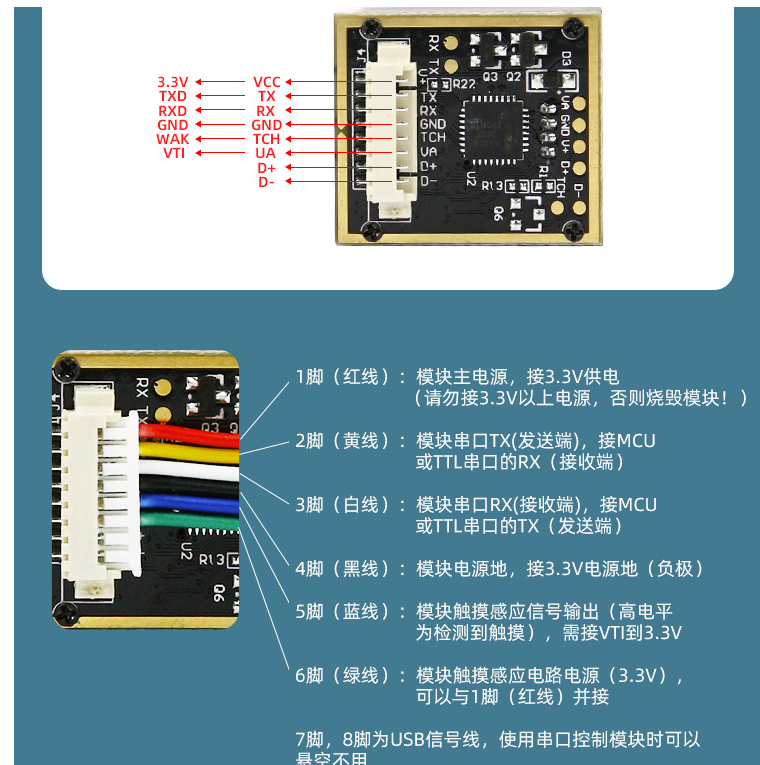 J4
RX
TX
Q3
Q2
D3
V+
R22
3.3V
VCC
TXD
TX
TX
RXD
RX
RX
GND
GND
GND
WAK
TCH
TCH
VTI
UA
VA
D+
D+
D-
D-
VA
GND
V+
D+
D-
TCH
U2
R13
R1
Q6
RX
TX
Q3
U2
R13
Q6
1脚（红线）：模块主电源，接3.3V供电
（请勿接3.3V以上电源，否则烧毁模块！）
2脚（黄线）：模块串口TX(发送端)，接MCU
或TTL串口的RX（接收端）
3脚（白线）：模块串口RX(接收端)，接MCU
或TTL串口的TX（发送端）
4脚（黑线）：模块电源地，接3.3V电源地（负极）
5脚（蓝线）：模块触摸感应信号输出（高电平
为检测到触摸），需接VTI到3.3V
6脚（绿线）：模块触摸感应电路电源（3.3V），
可以与1脚（红线）并接
7脚，8脚为USB信号线，使用串口控制模块时可以
悬空不用